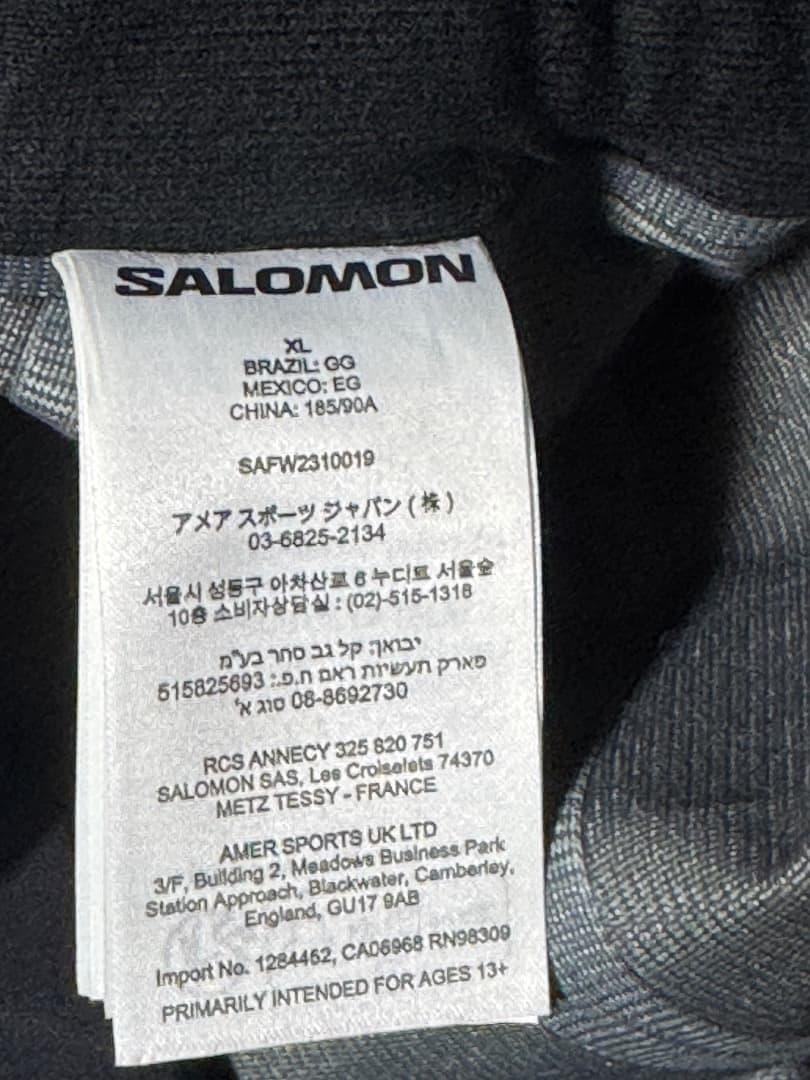 SALOMON
XL
BRAZIL: GG
MEXICO: EG
CHINA: 185/90A
SAFW2310019
アメア スポーツ ジャパン ( 株 )
03-6825-2134
서울시 성동구 아차산로 6 누디트 서울숲
10층 소비자상담실 : (02)-515-1318
יבואן: קל גב סחר בע"מ
פארק תעשיות ראם ח.פ.: 515825693
08-8692730 סוג א'
RCS ANNECY 325 820 751
SALOMON SAS, Les Croiselets 74370
METZ TESSY - FRANCE
AMER SPORTS UK LTD
3/F, Building 2, Meadows Business Park
Station Approach, Blackwater, Camberley,
England, GU17 9AB
Import No. 1284462, CA06968 RN98309
PRIMARILY INTENDED FOR AGES 13+